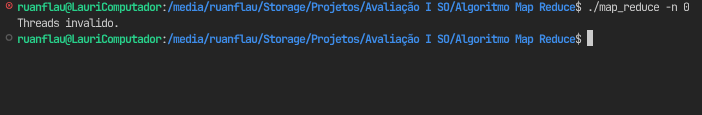 ruanflau@LauriComputador:/media/ruanflau/Storage/Projetos/Avaliação I SO/Algoritmo Map Reduce$ ./map_reduce -n 0
Threads invalido.
ruanflau@LauriComputador:/media/ruanflau/Storage/Projetos/Avaliação I SO/Algoritmo Map Reduce$